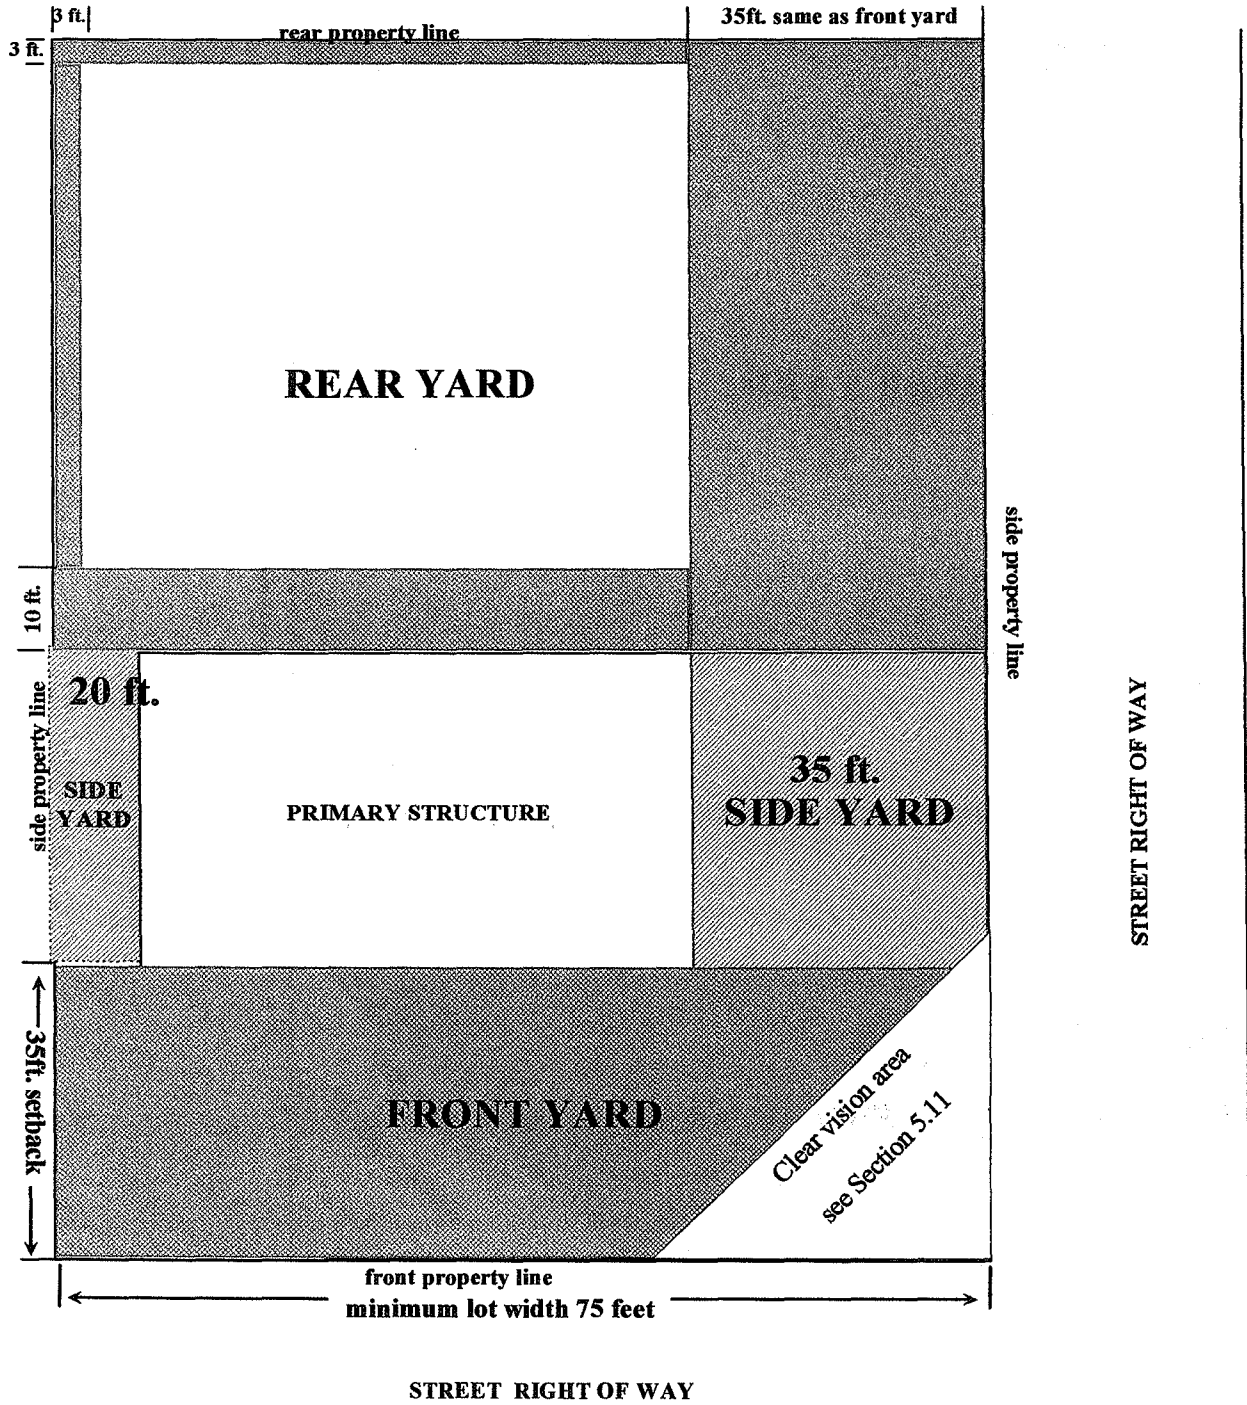 3 ft.
35ft. same as front yard
rear property line
3 ft.
REAR YARD
side property line
10 ft.
20 ft.
side property line
SIDE
YARD
PRIMARY STRUCTURE
35 ft.
SIDE YARD
STREET RIGHT OF WAY
35ft. setback
FRONT YARD
Clear vision area
see Section 5.11
front property line
minimum lot width 75 feet
STREET RIGHT OF WAY